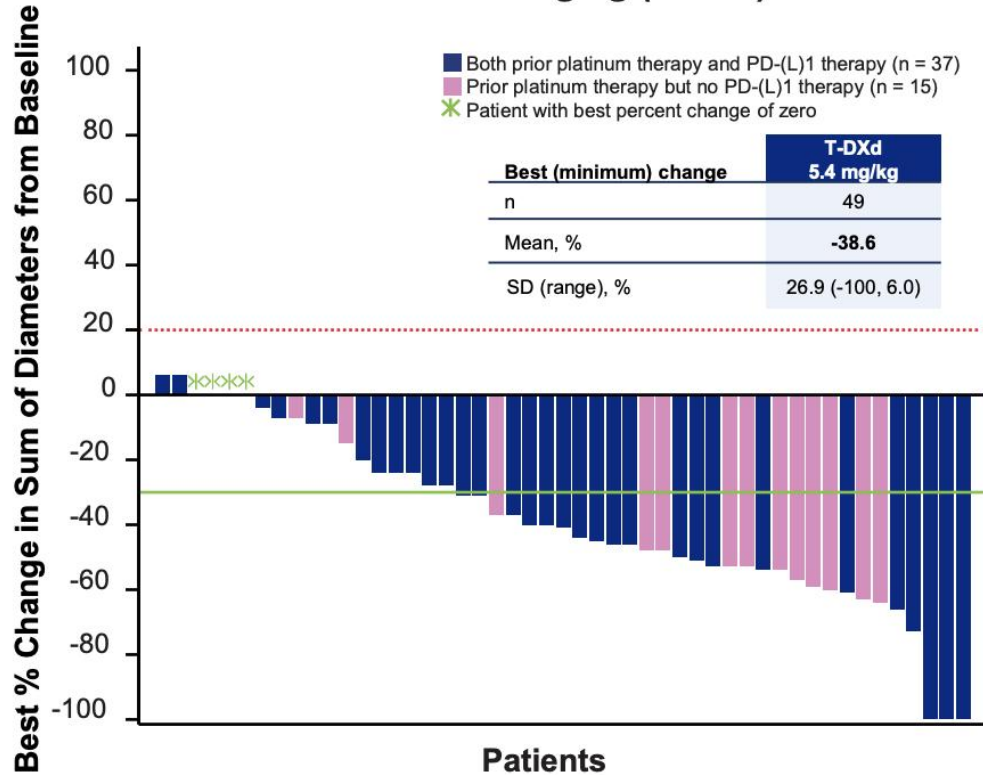 Best % Change in Sum of Diameters from Baseline
100
80
60
40
20
0
-20
-40
-60
-80
-100
Both prior platinum therapy and PD-(L)1 therapy (n = 37)
Prior platinum therapy but no PD-(L)1 therapy (n = 15)
Patient with best percent change of zero
T-DXd
Best (minimum) change 5.4 mg/kg
n 49
Mean, % -38.6
SD (range), % 26.9 (-100, 6.0)
Patients